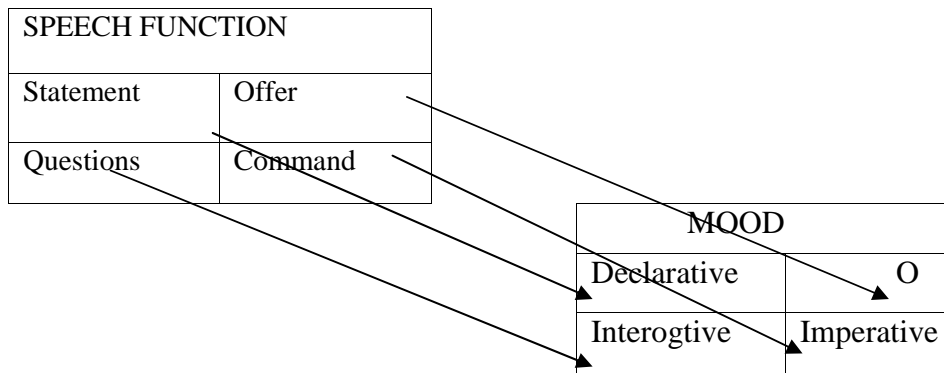 SPEECH FUNCTION
Statement Offer
Questions Command
MOOD
Declarative O
Interogtive Imperative